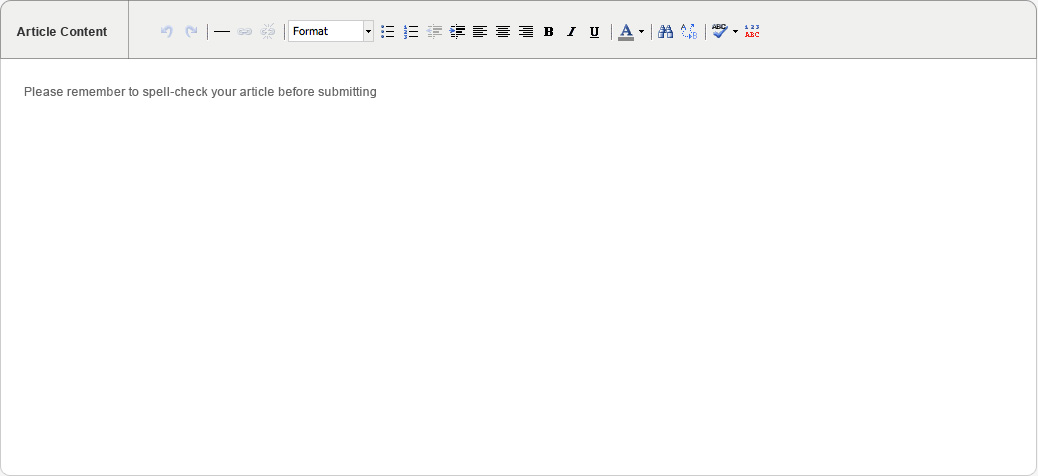 Article Content
Format
B I U
A
A B
ABC
1 2 3
ABC
Please remember to spell-check your article before submitting